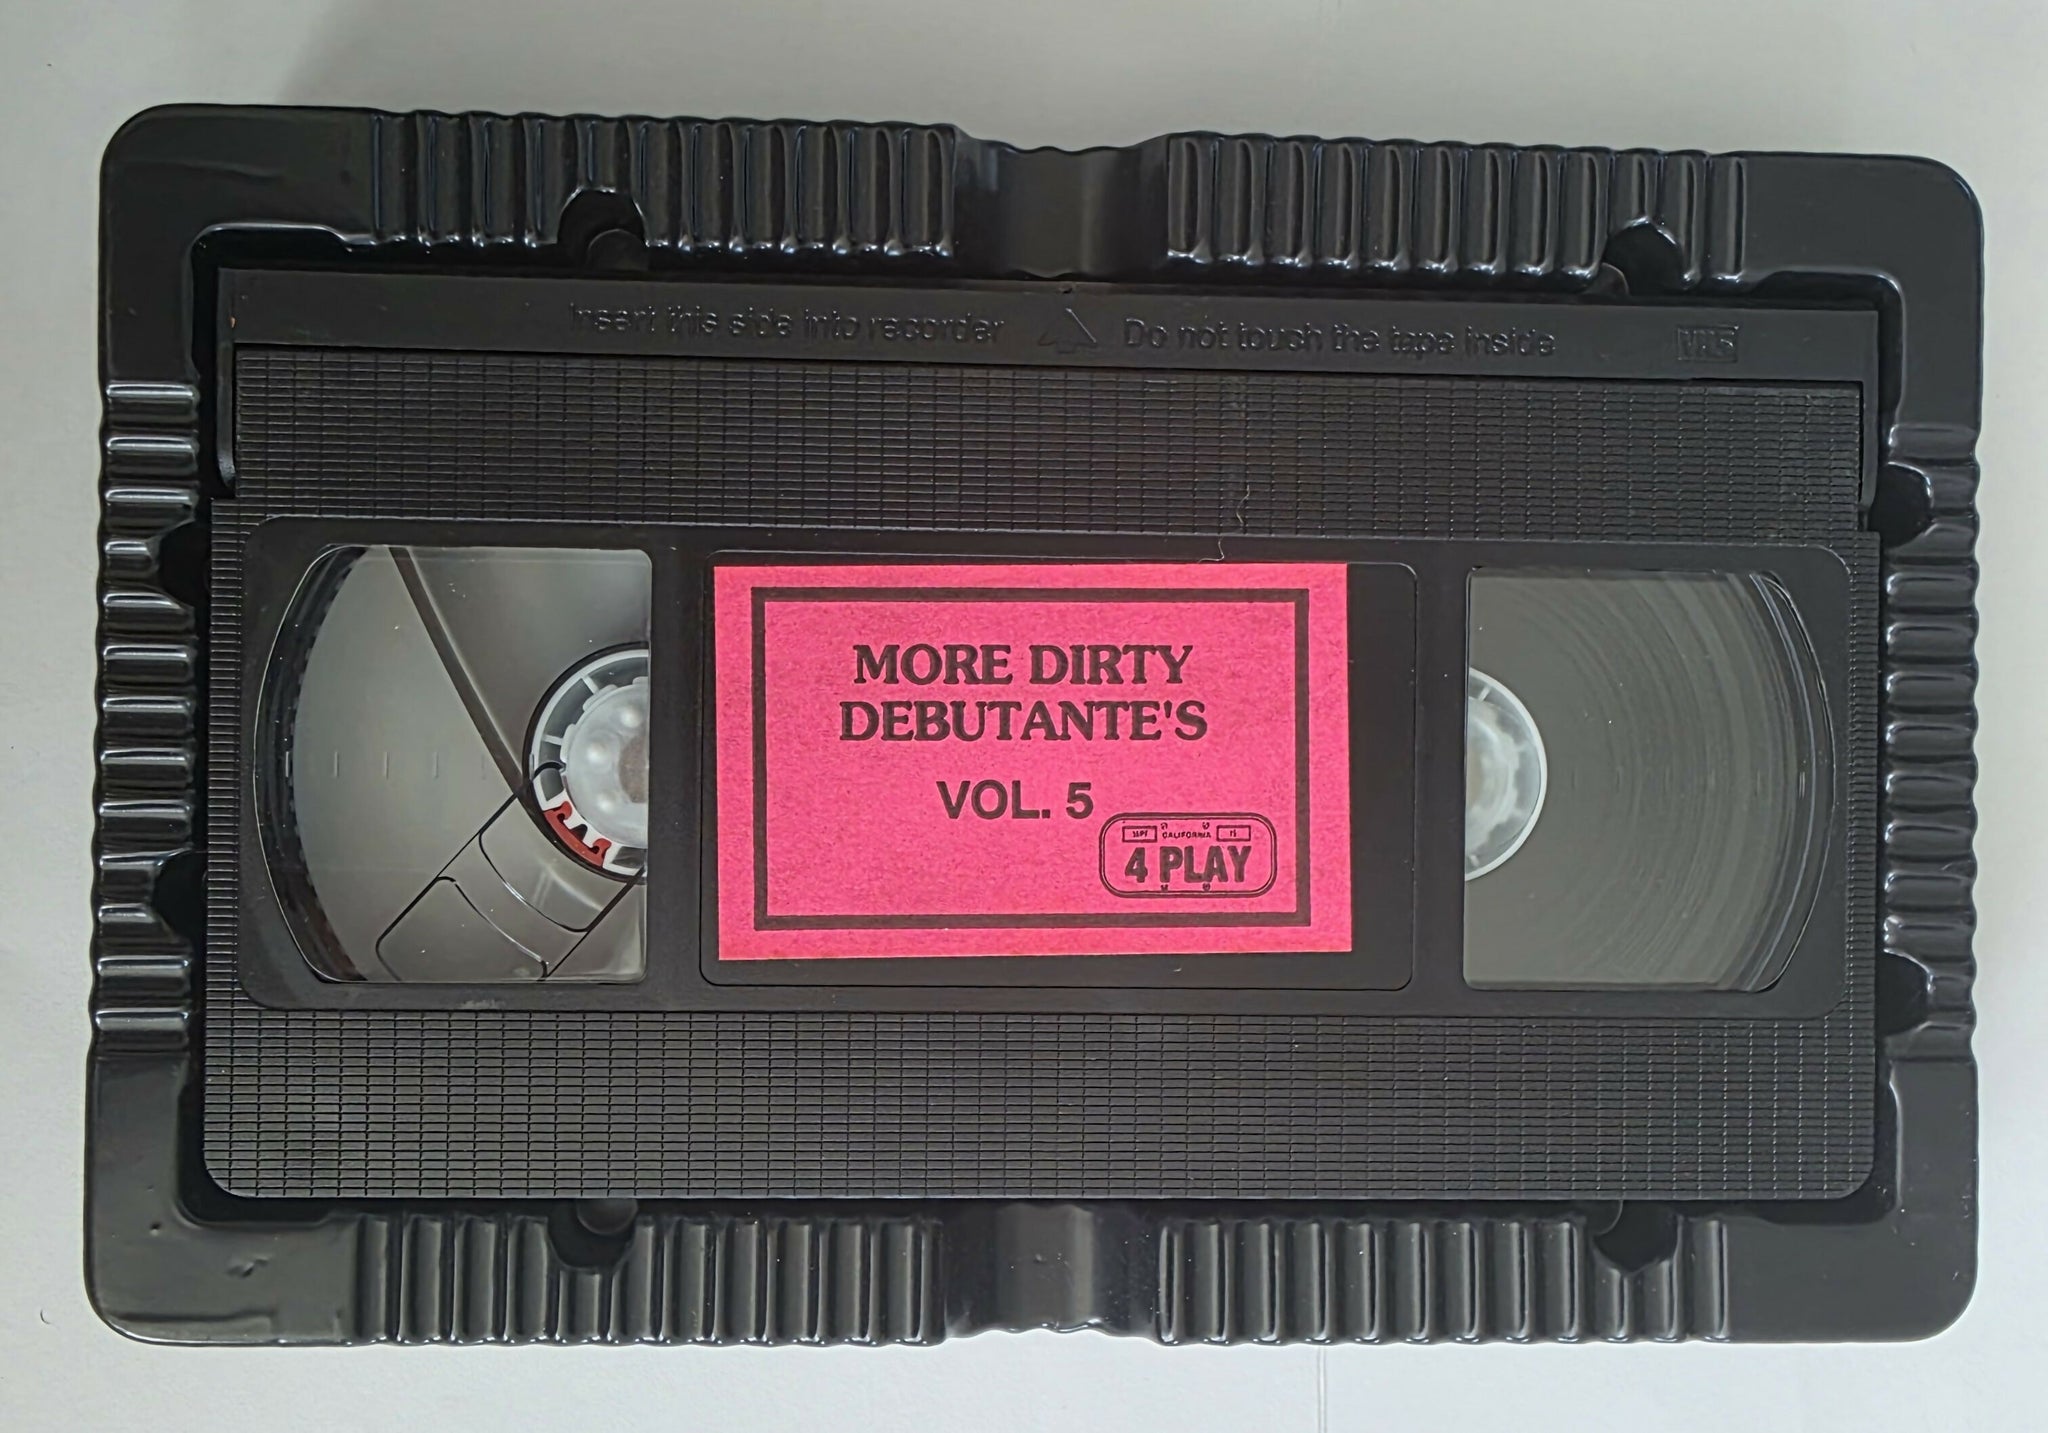 Insert this side into recorder Do not touch the tape inside VHS
MORE DIRTY
DEBUTANTE'S
VOL. 5
CALIFORNIA
4 PLAY